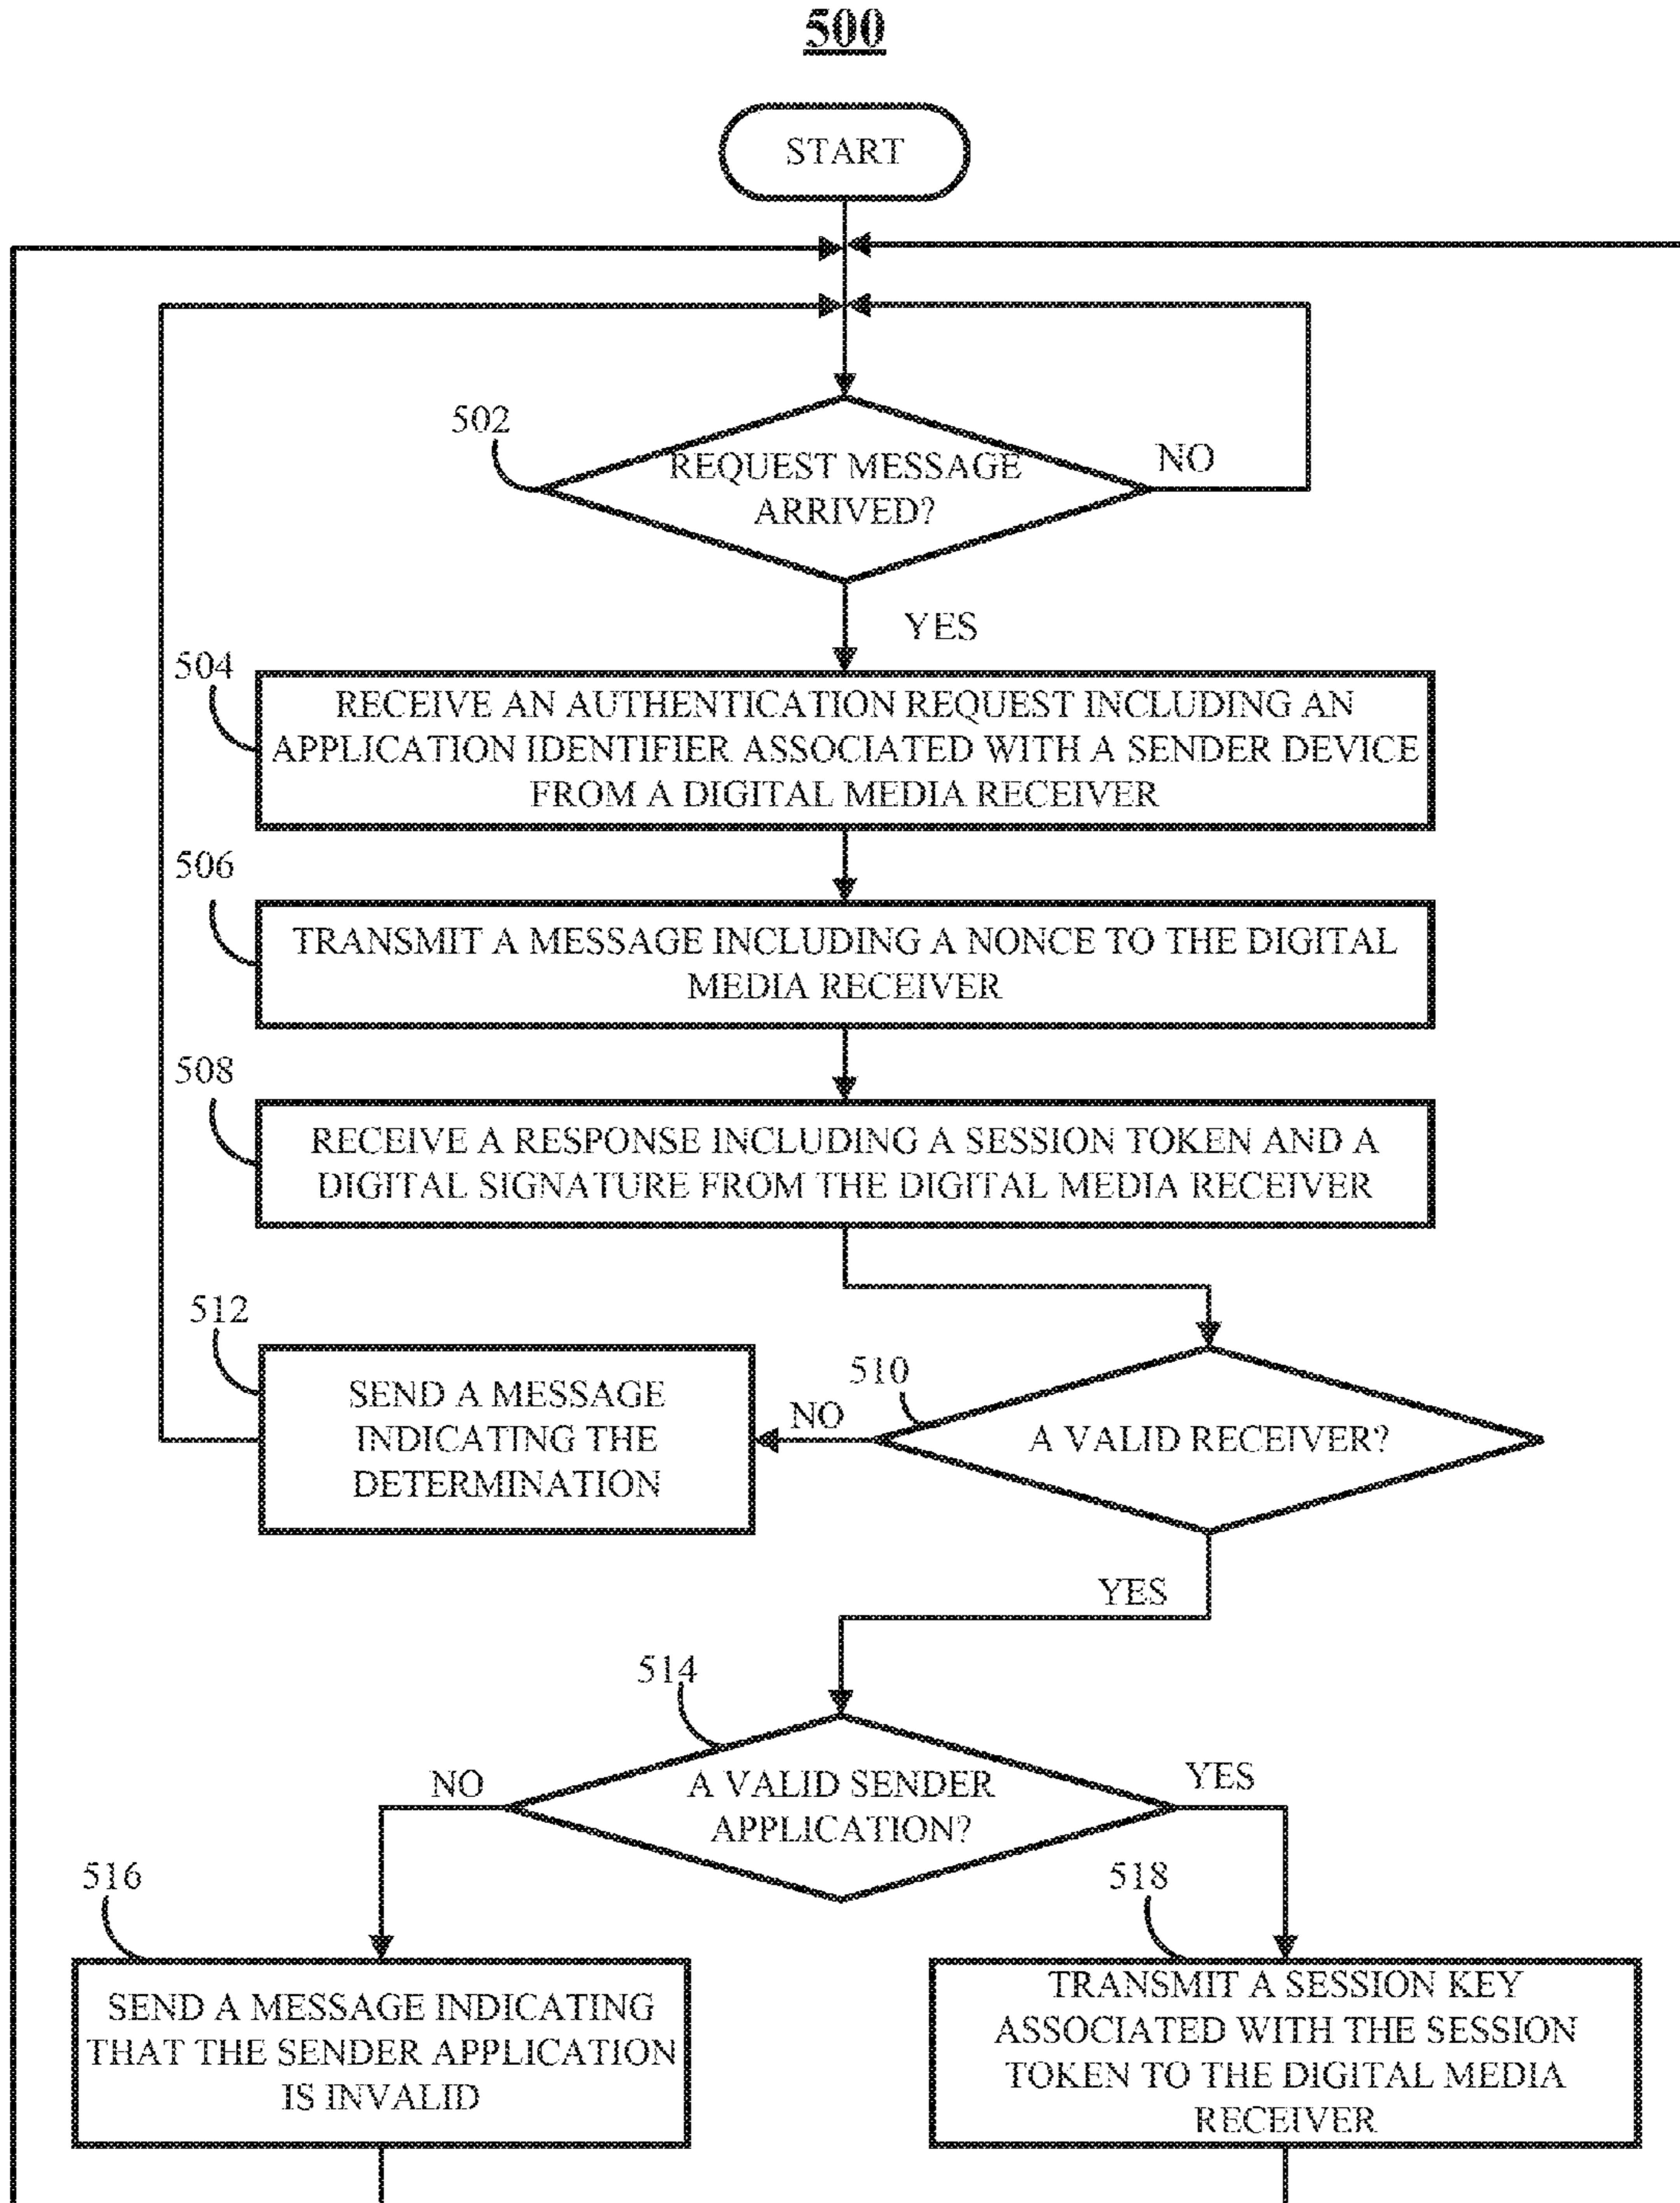 500
START
502
REQUEST MESSAGE
ARRIVED?
NO
YES
504
RECEIVE AN AUTHENTICATION REQUEST INCLUDING AN
APPLICATION IDENTIFIER ASSOCIATED WITH A SENDER DEVICE
FROM A DIGITAL MEDIA RECEIVER
506
TRANSMIT A MESSAGE INCLUDING A NONCE TO THE DIGITAL
MEDIA RECEIVER
508
RECEIVE A RESPONSE INCLUDING A SESSION TOKEN AND A
DIGITAL SIGNATURE FROM THE DIGITAL MEDIA RECEIVER
510
A VALID RECEIVER?
NO
512
SEND A MESSAGE
INDICATING THE
DETERMINATION
YES
514
A VALID SENDER
APPLICATION?
NO
YES
516
SEND A MESSAGE INDICATING
THAT THE SENDER APPLICATION
IS INVALID
518
TRANSMIT A SESSION KEY
ASSOCIATED WITH THE SESSION
TOKEN TO THE DIGITAL MEDIA
RECEIVER